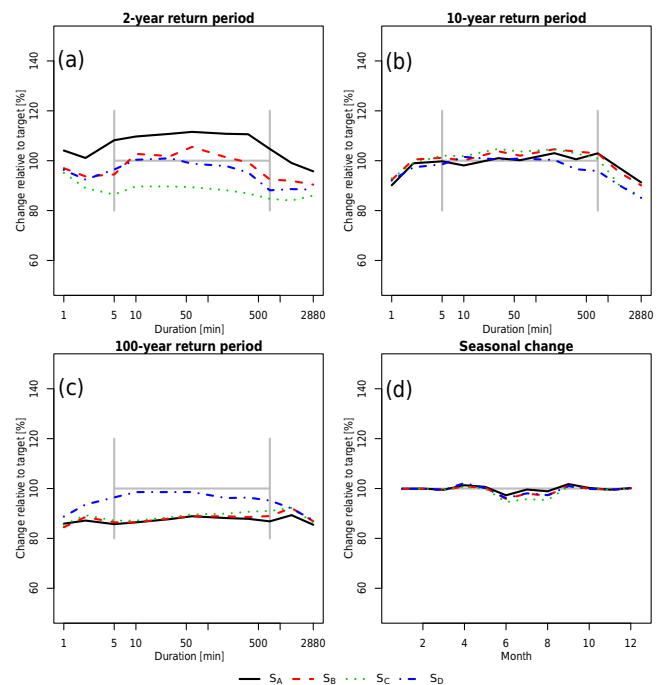 2-year return period
(a)
Change relative to target [%]
140
120
100
80
60
1 5 10 50 500 2880
Duration [min]
10-year return period
(b)
Change relative to target [%]
140
120
100
80
60
1 5 10 50 500 2880
Duration [min]
100-year return period
(c)
Change relative to target [%]
140
120
100
80
60
1 5 10 50 500 2880
Duration [min]
Seasonal change
(d)
Change relative to target [%]
140
120
100
80
60
2 4 6 8 10 12
Month
S_A S_B S_C S_D